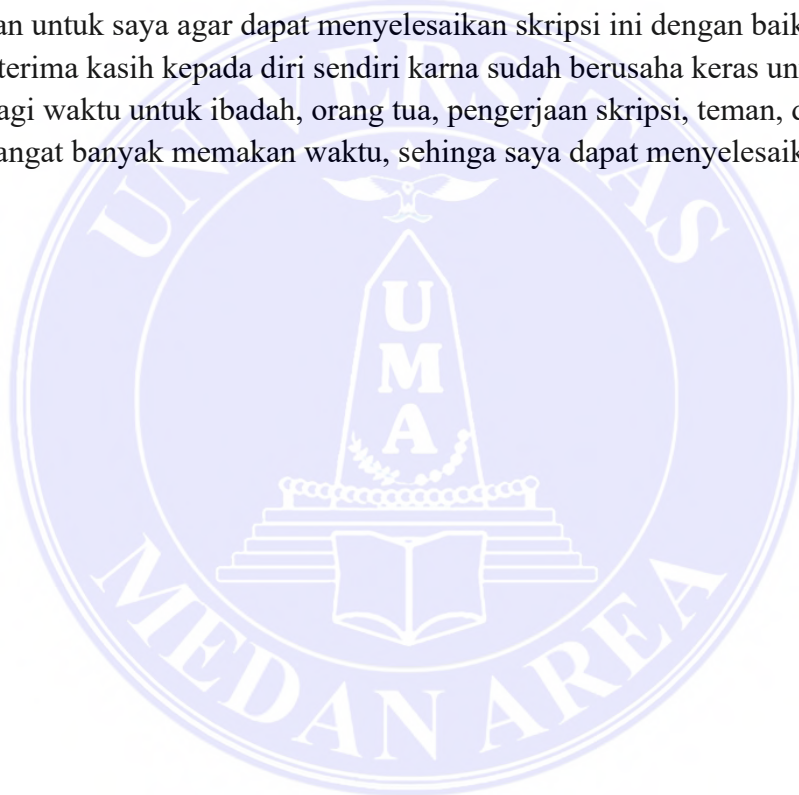 an untuk saya agar dapat menyelesaikan skripsi ini dengan baik
terima kasih kepada diri sendiri karna sudah berusaha keras un
agi waktu untuk ibadah, orang tua, pengerjaan skripsi, teman, d
angat banyak memakan waktu, sehinga saya dapat menyelesaik
UNIVERSITAS
U
M
A
MEDAN AREA